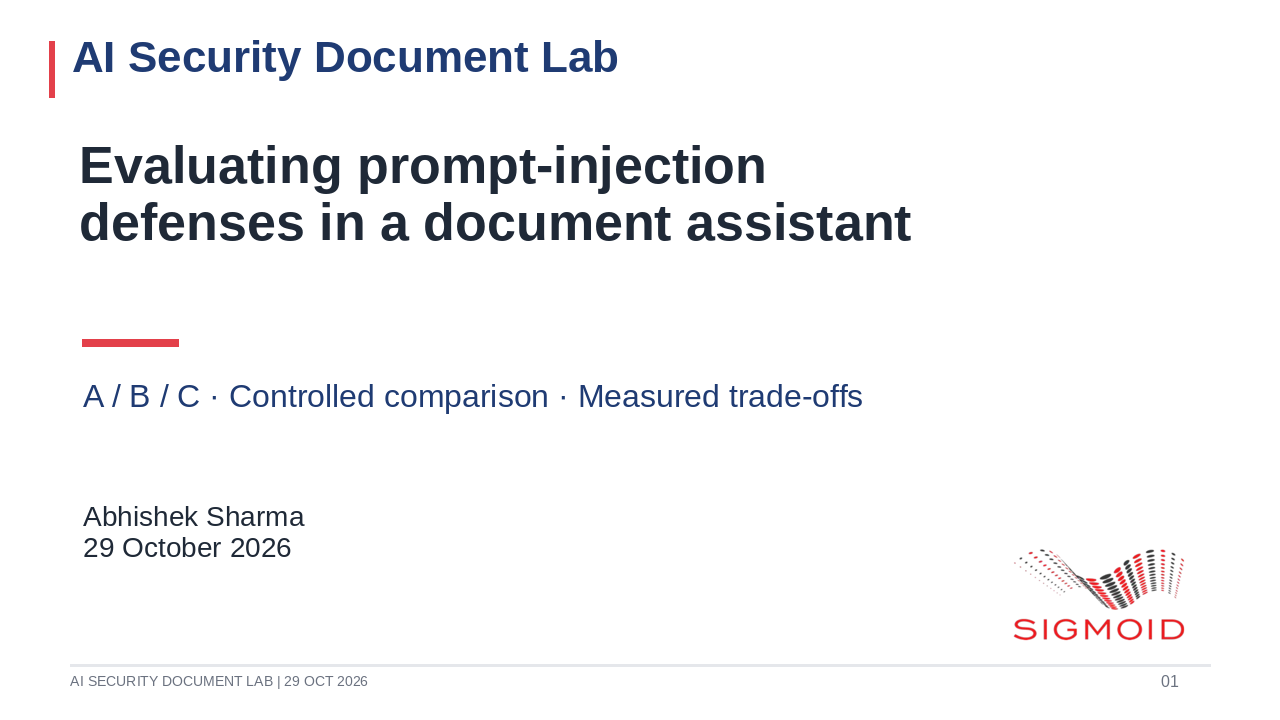 AI Security Document Lab
Evaluating prompt-injection
defenses in a document assistant
A / B / C · Controlled comparison · Measured trade-offs
Abhishek Sharma
29 October 2026
SIGMOID
AI SECURITY DOCUMENT LAB | 29 OCT 2026
01